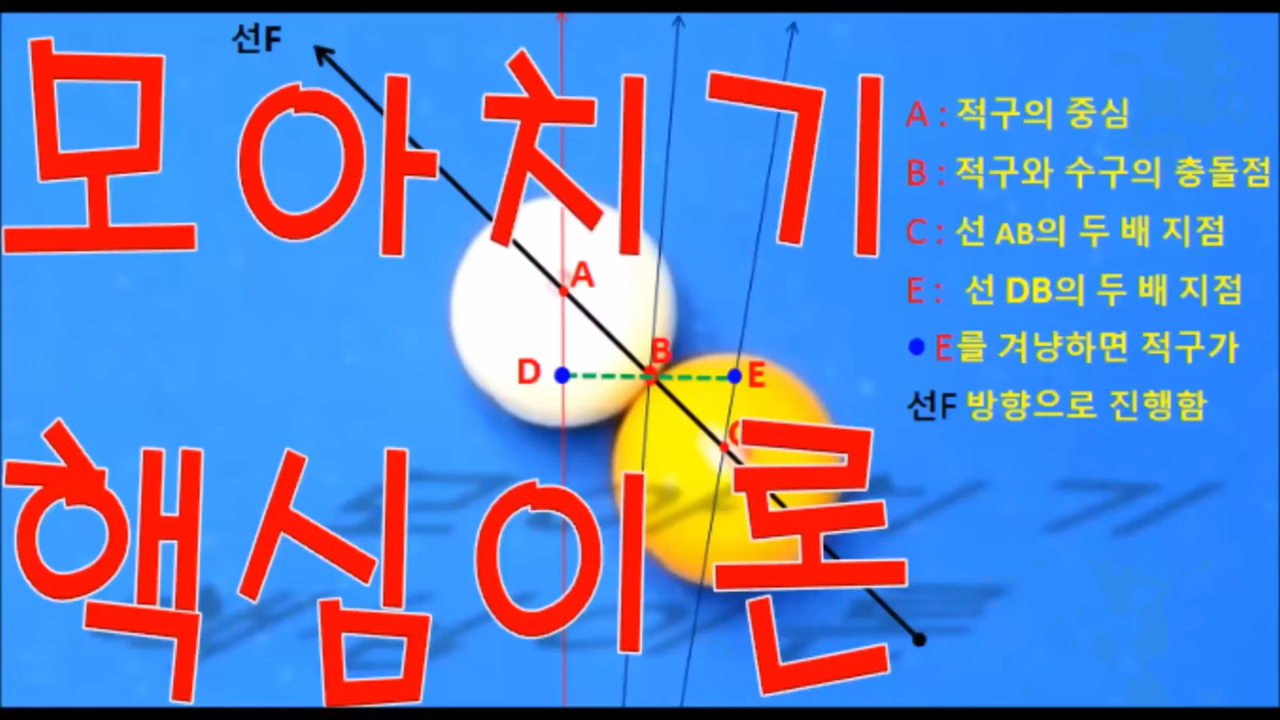 선F
모아치기
A : 적구의 중심
B : 적구와 수구의 충돌점
C : 선 AB의 두 배 지점
E : 선 DB의 두 배 지점
● E를 겨냥하면 적구가
선F 방향으로 진행함
A
B
D
E
C
핵심이론